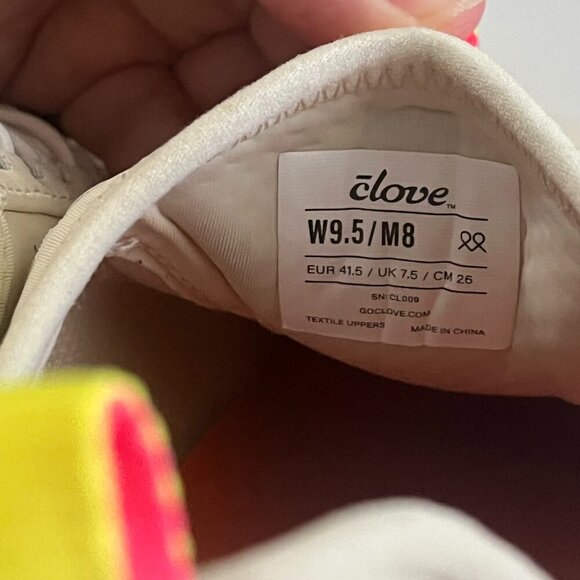 clove™
W9.5/M8
EUR 41.5 / UK 7.5 / CM 26
SN: CL009
GOCLOVE.COM
TEXTILE UPPERS MADE IN CHINA